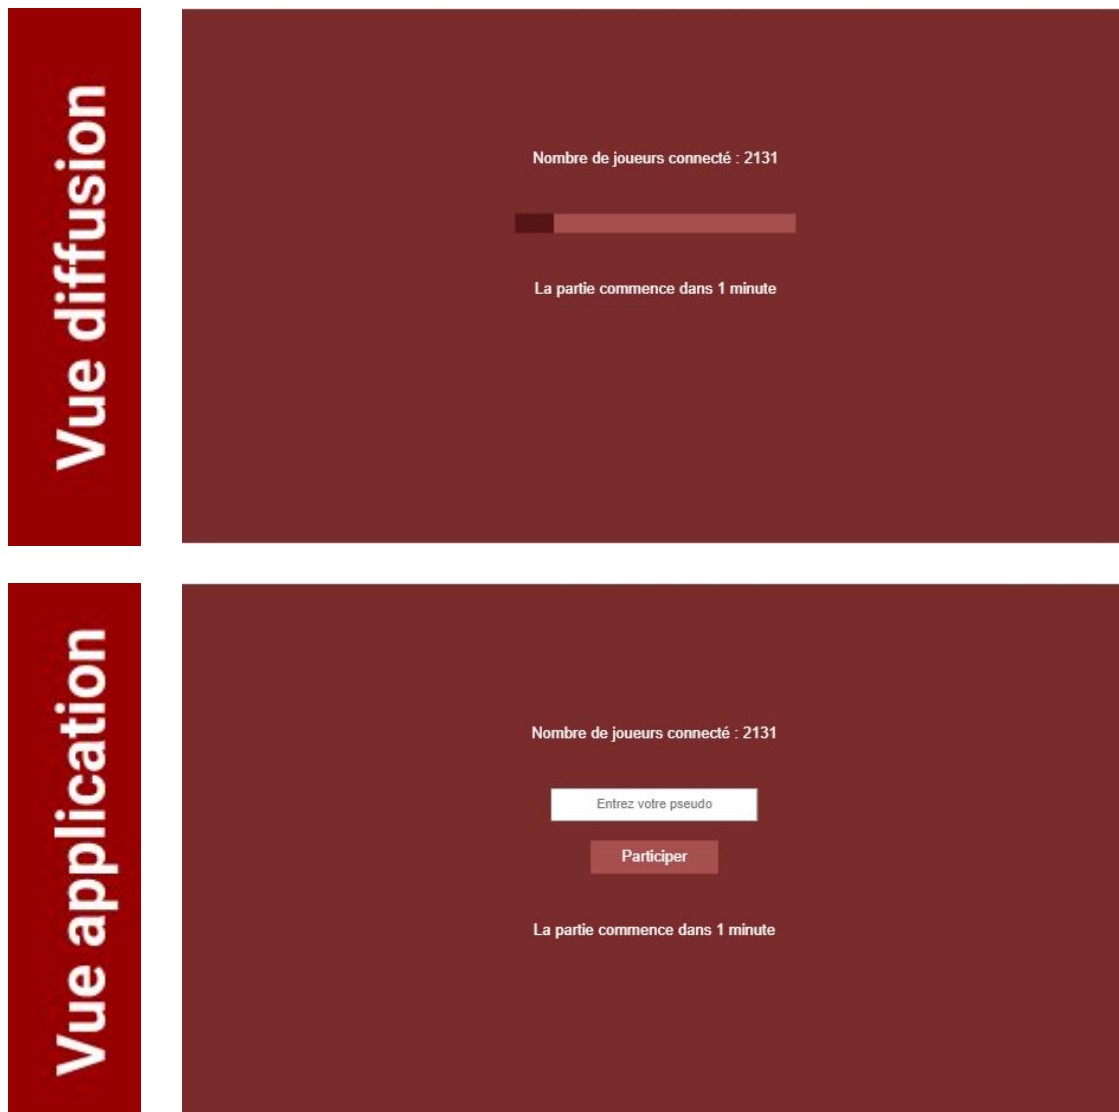 Vue diffusion
Nombre de joueurs connecté : 2131
La partie commence dans 1 minute
Vue application
Nombre de joueurs connecté : 2131
Entrez votre pseudo
Participer
La partie commence dans 1 minute